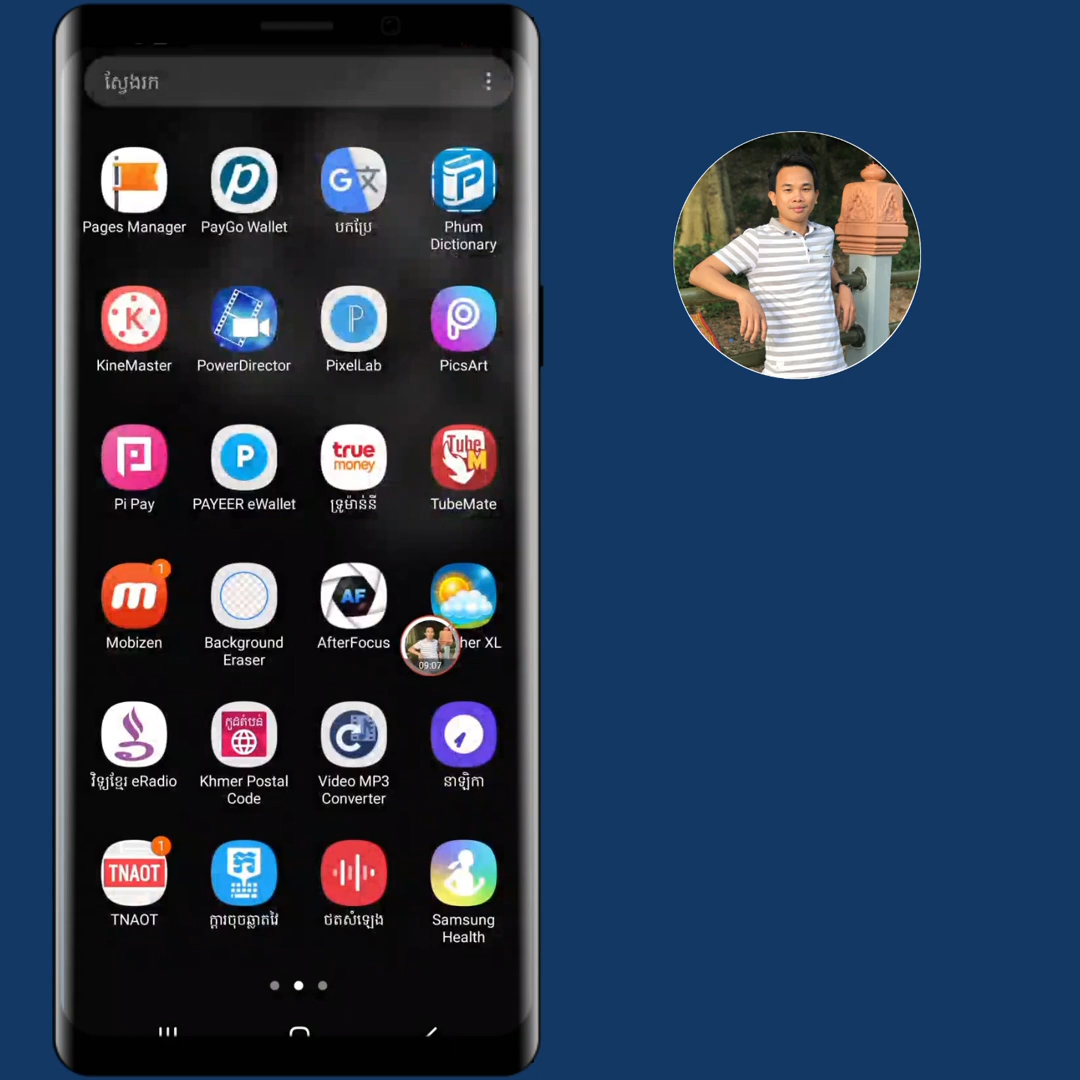 ស្វែងរក
Pages Manager
PayGo Wallet
បកប្រែ
Phum
Dictionary
KineMaster
PowerDirector
PixelLab
PicsArt
Pi Pay
PAYEER eWallet
true
money
ទ្រូម៉ាន់នី
Tube
M
TubeMate
1
Mobizen
Background
Eraser
AF
AfterFocus
her XL
09:07
វិទ្យុខ្មែរ eRadio
កូដតំបន់
Khmer Postal
Code
Video MP3
Converter
នាឡិកា
1
TNAOT
TNAOT
ក្តារចុចឆ្លាតវៃ
ថតសំឡេង
Samsung
Health